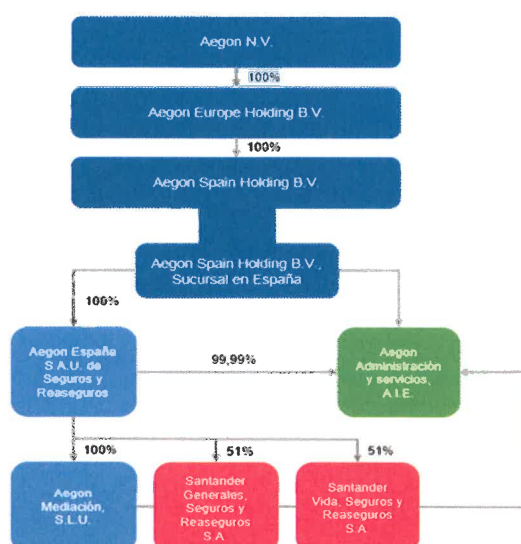 Aegon N.V.
100%
Aegon Europe Holding B.V.
100%
Aegon Spain Holding B.V.
Aegon Spain Holding B.V.,
Sucursal en España
100%
Aegon España
S.A.U. de
Seguros y
Reaseguros
99,99%
Aegon
Administración
y servicios,
A.I.E.
100%
51%
51%
Aegon
Mediación,
S.L.U.
Santander
Generales,
Seguros y
Reaseguros
S.A.
Santander
Vida, Seguros y
Reaseguros
S.A.